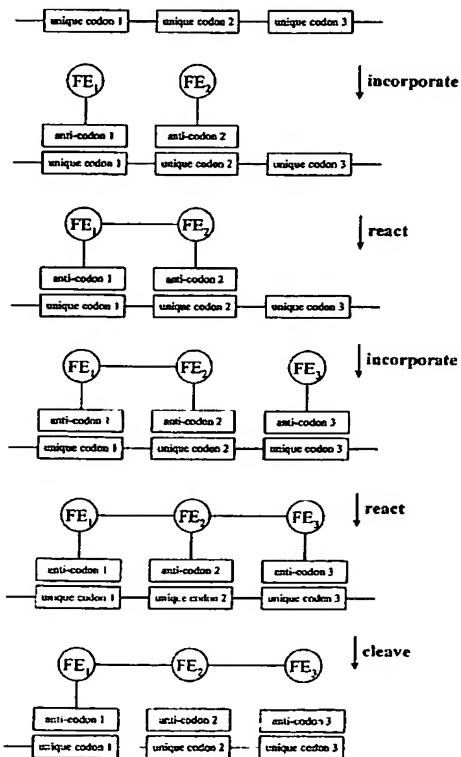 unique codon 1 unique codon 2 unique codon 3
incorporate
FE1 FE2
anti-codon 1 anti-codon 2
unique codon 1 unique codon 2 unique codon 3
react
FE1 FE2
anti-codon 1 anti-codon 2
unique codon 1 unique codon 2 unique codon 3
incorporate
FE1 FE2 FE3
anti-codon 1 anti-codon 2 anti-codon 3
unique codon 1 unique codon 2 unique codon 3
react
FE1 FE2 FE3
anti-codon 1 anti-codon 2 anti-codon 3
unique codon 1 unique codon 2 unique codon 3
cleave
FE1 FE2 FE3
anti-codon 1 anti-codon 2 anti-codon 3
unique codon 1 unique codon 2 unique codon 3